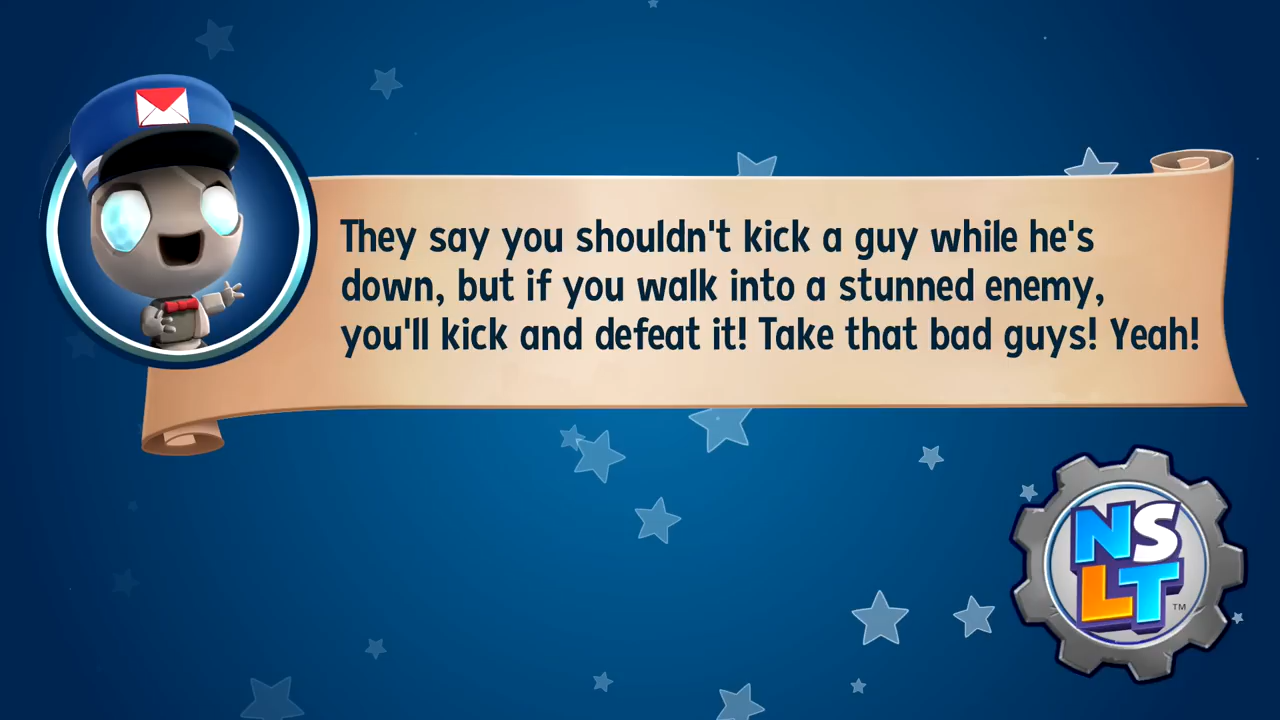 They say you shouldn't kick a guy while he's
down, but if you walk into a stunned enemy,
you'll kick and defeat it! Take that bad guys! Yeah!
NS
LT
TM